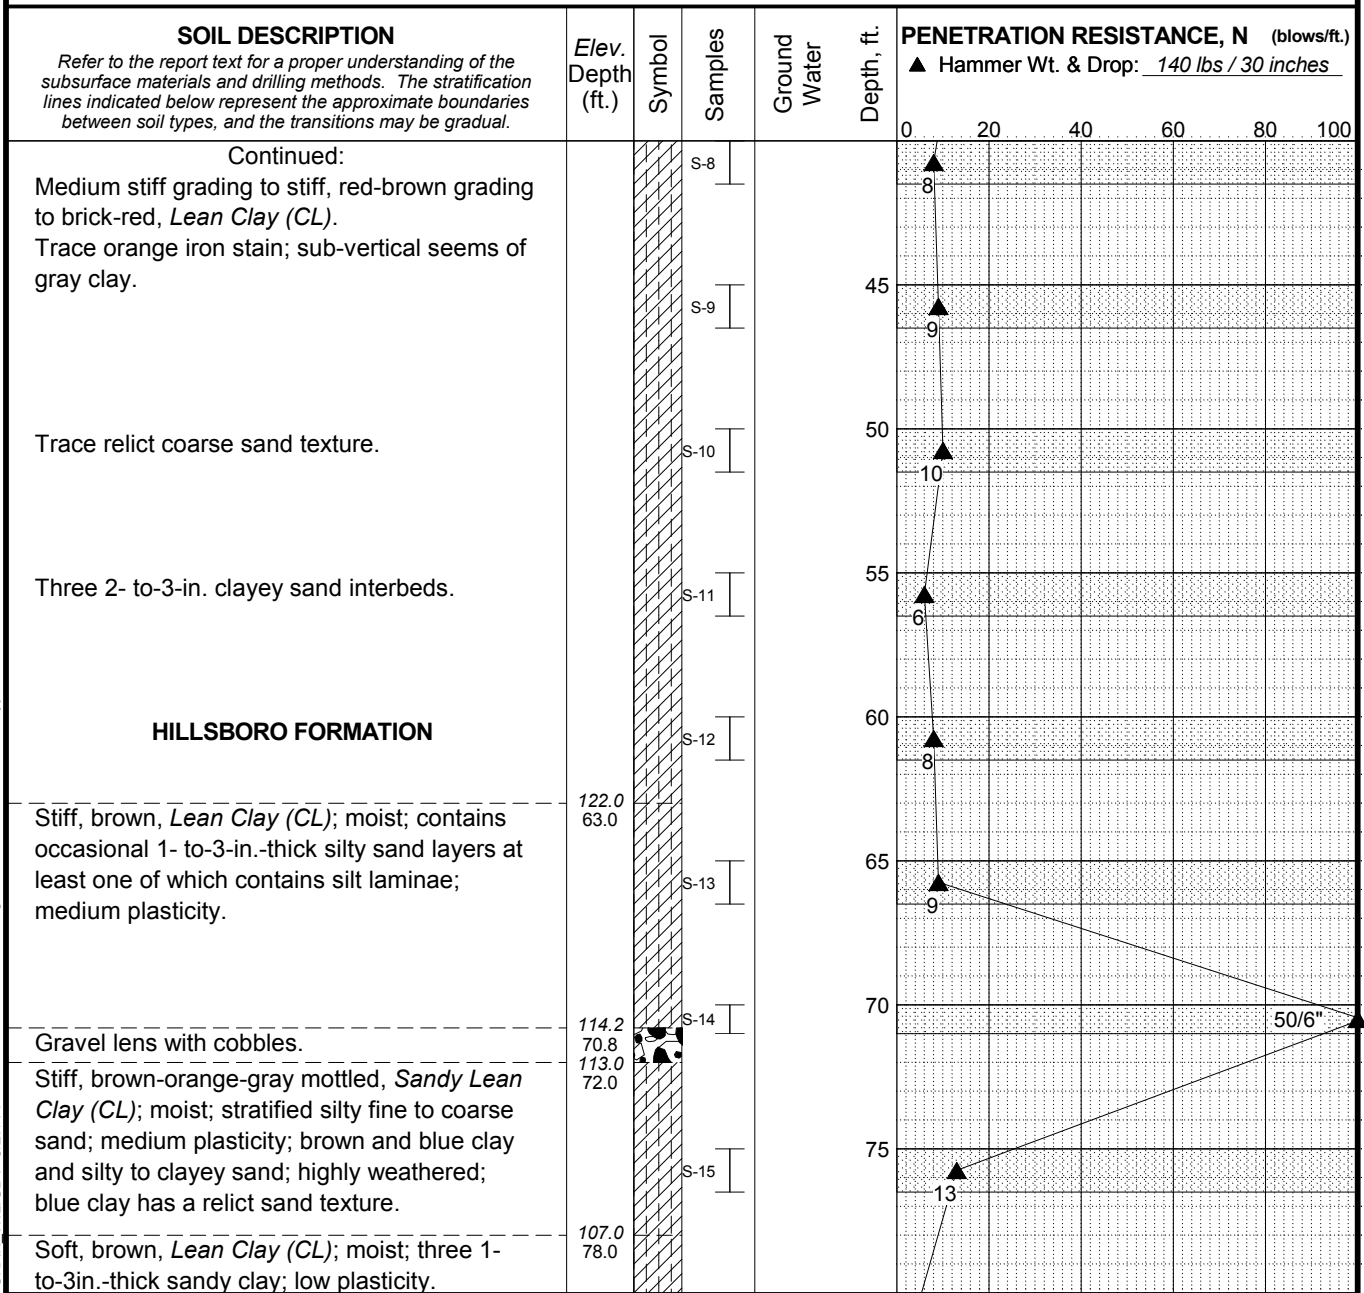 SOIL DESCRIPTION
Refer to the report text for a proper understanding of the
subsurface materials and drilling methods. The stratification
lines indicated below represent the approximate boundaries
between soil types, and the transitions may be gradual.
Elev.
Depth
(ft.)
Symbol
Samples
Ground
Water
Depth, ft.
PENETRATION RESISTANCE, N (blows/ft.)
▲ Hammer Wt. & Drop: 140 lbs / 30 inches
0 20 40 60 80 100
Continued:
Medium stiff grading to stiff, red-brown grading
to brick-red, Lean Clay (CL).
Trace orange iron stain; sub-vertical seems of
gray clay.
S-8
8
S-9
45
9
Trace relict coarse sand texture.
S-10
50
10
Three 2- to-3-in. clayey sand interbeds.
S-11
55
6
HILLSBORO FORMATION
S-12
60
8
122.0
63.0
Stiff, brown, Lean Clay (CL); moist; contains
occasional 1- to-3-in.-thick silty sand layers at
least one of which contains silt laminae;
medium plasticity.
S-13
65
9
S-14
70
50/6"
114.2
70.8
Gravel lens with cobbles.
113.0
72.0
Stiff, brown-orange-gray mottled, Sandy Lean
Clay (CL); moist; stratified silty fine to coarse
sand; medium plasticity; brown and blue clay
and silty to clayey sand; highly weathered;
blue clay has a relict sand texture.
S-15
75
13
107.0
78.0
Soft, brown, Lean Clay (CL); moist; three 1-
to-3in.-thick sandy clay; low plasticity.